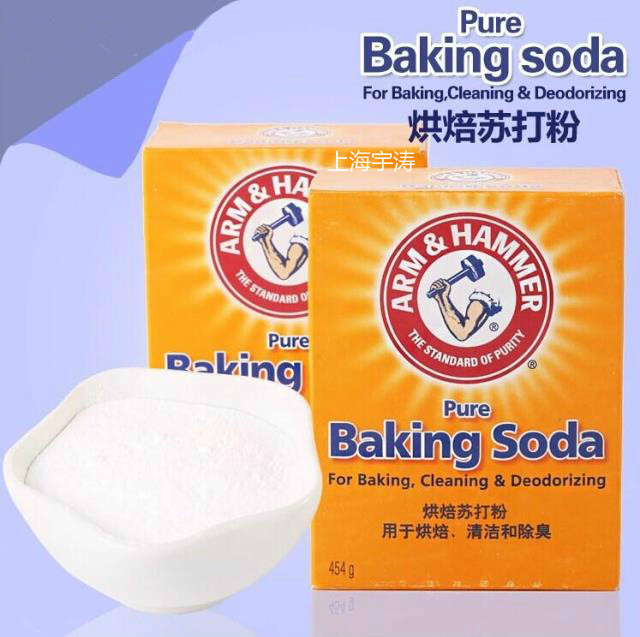 Pure
Baking soda
For Baking,Cleaning & Deodorizing
烘焙苏打粉
上海宇涛
ARM & HAMMER
THE STANDARD OF PURITY
Pure
Baking
ARM & HAMMER
®
THE STANDARD OF PURITY
®
Pure
Baking Soda
For Baking, Cleaning & Deodorizing
烘焙苏打粉
用于烘焙、清洁和除臭
454 g